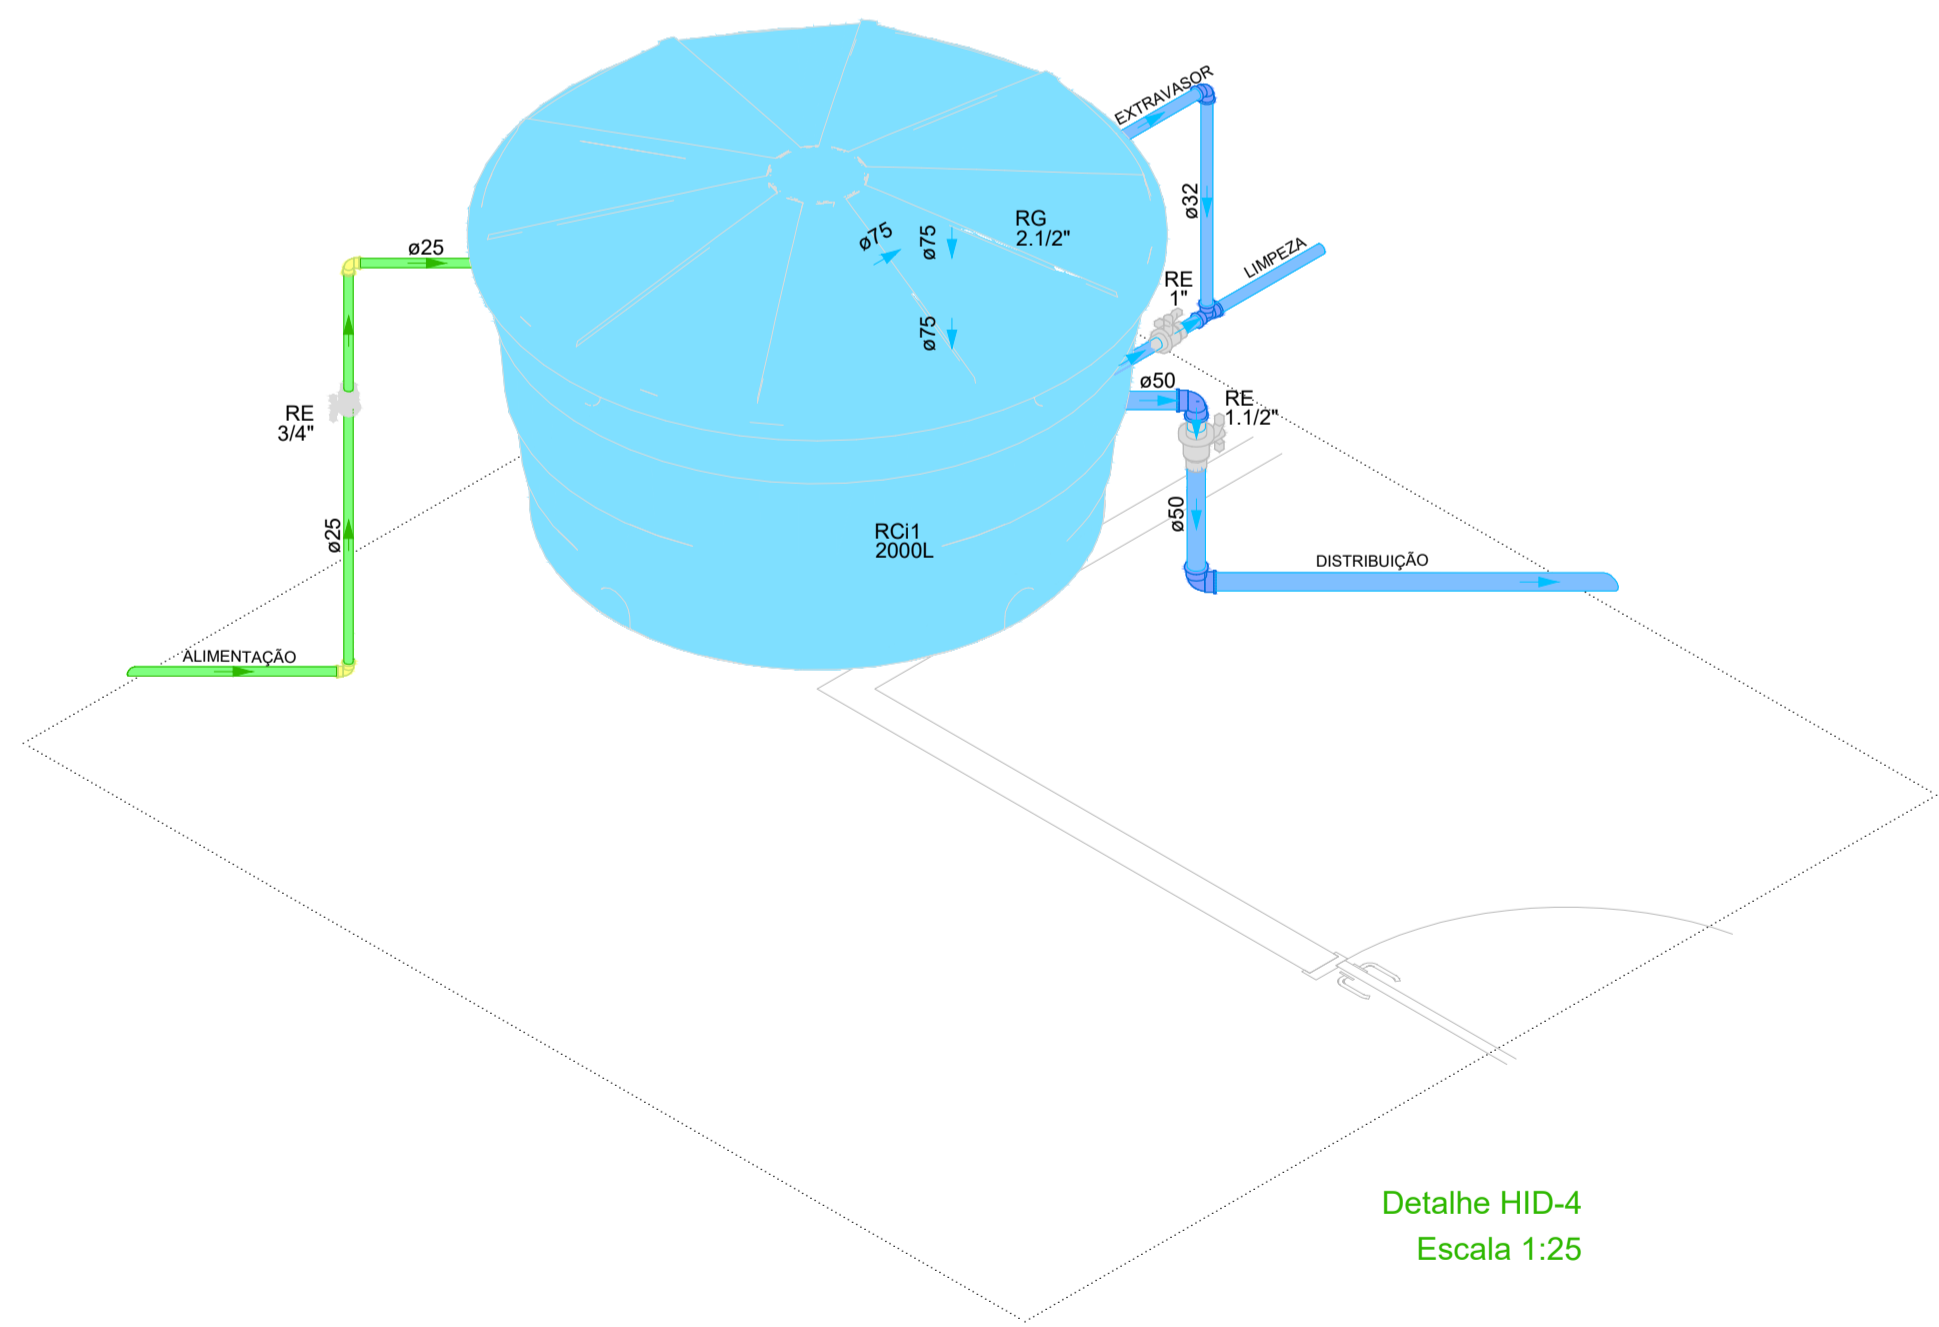 EXTRAVASOR
ø32
RG
2.1/2"
ø75
ø75
ø75
ø25
LIMPEZA
RE
1"
ø50
RE
1.1/2"
RE
3/4"
ø50
ø25
RCi1
2000L
DISTRIBUIÇÃO
ALIMENTAÇÃO
Detalhe HID-4
Escala 1:25